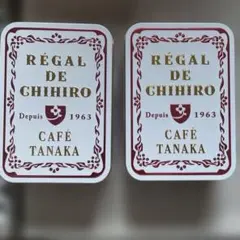 RÉGAL
DE
CHIHIRO
Depuis 1963
CAFÉ
TANAKA
RÉGAL
DE
CHIHIRO
Depuis 1963
CAFÉ
TANAKA